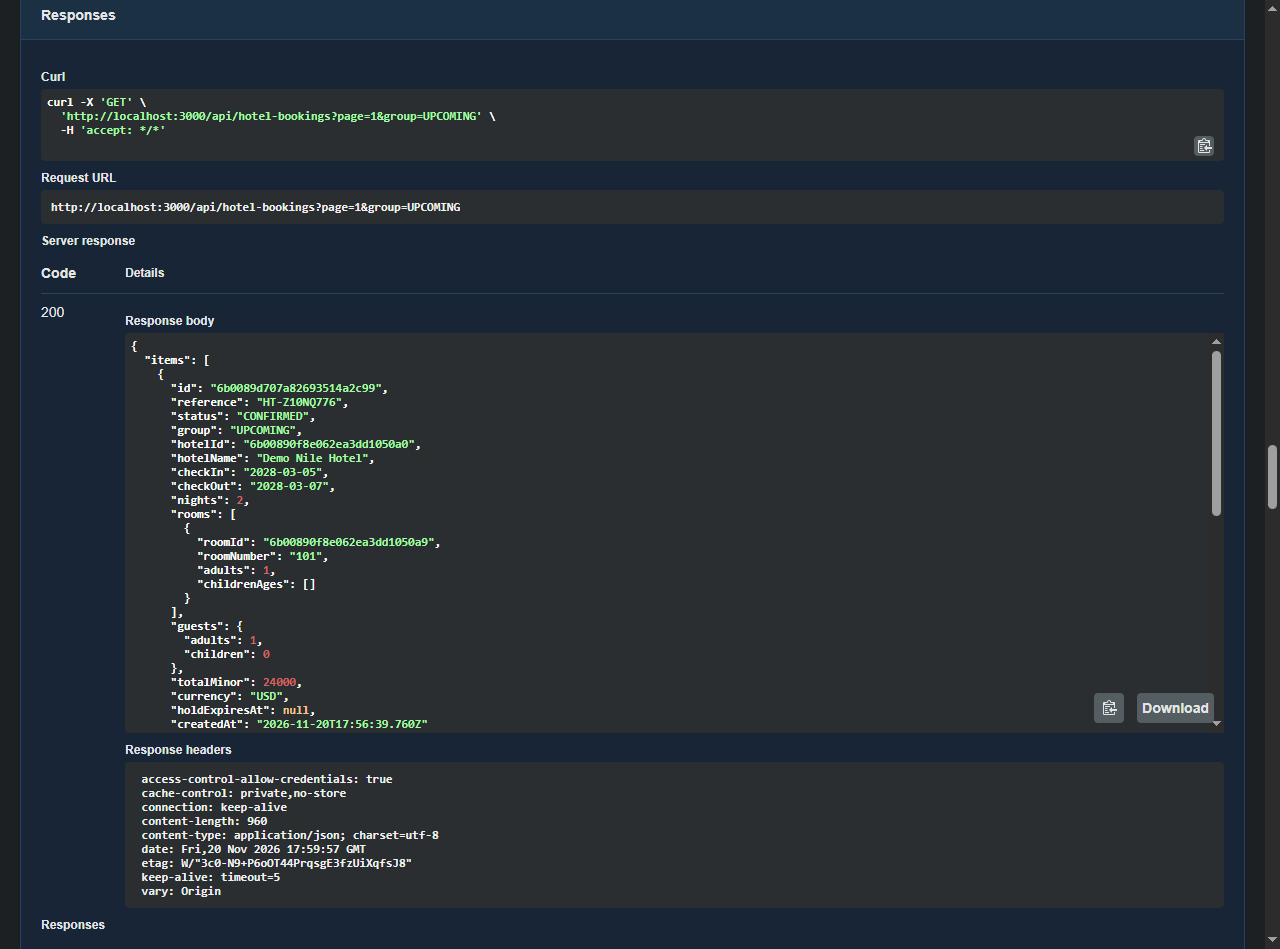 Responses
Curl
curl -X 'GET' \
  'http://localhost:3000/api/hotel-bookings?page=1&group=UPCOMING' \
  -H 'accept: */*'
Request URL
http://localhost:3000/api/hotel-bookings?page=1&group=UPCOMING
Server response
Code Details
200
Response body
{
  "items": [
    {
      "id": "6b0089d707a82693514a2c99",
      "reference": "HT-Z10NQ776",
      "status": "CONFIRMED",
      "group": "UPCOMING",
      "hotelId": "6b00890f8e062ea3dd1050a0",
      "hotelName": "Demo Nile Hotel",
      "checkIn": "2028-03-05",
      "checkOut": "2028-03-07",
      "nights": 2,
      "rooms": [
        {
          "roomId": "6b00890f8e062ea3dd1050a9",
          "roomNumber": "101",
          "adults": 1,
          "childrenAges": []
        }
      ],
      "guests": {
        "adults": 1,
        "children": 0
      },
      "totalMinor": 24000,
      "currency": "USD",
      "holdExpiresAt": null,
      "createdAt": "2026-11-20T17:56:39.760Z"
Download
Response headers
access-control-allow-credentials: true
cache-control: private,no-store
connection: keep-alive
content-length: 960
content-type: application/json; charset=utf-8
date: Fri,20 Nov 2026 17:59:57 GMT
etag: W/"3c0-N9+P6oOT44PrqsgE3fzUiXqfsJ8"
keep-alive: timeout=5
vary: Origin
Responses